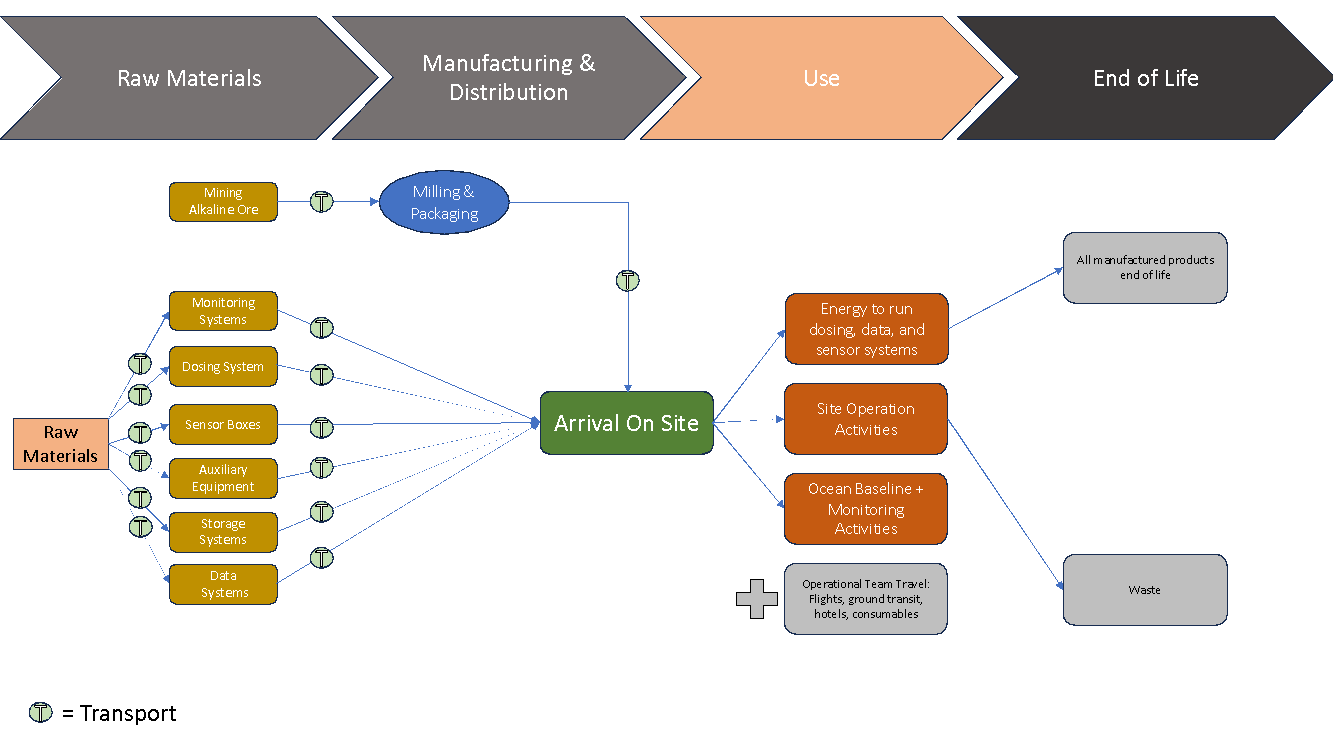 Raw Materials
Manufacturing &
Distribution
Use
End of Life
Mining
Alkaline Ore
T
Milling &
Packaging
T
All manufactured products
end of life
Monitoring
Systems
T
Energy to run
dosing, data, and
sensor systems
T
Dosing System
T
T
Raw
Materials
T
Sensor Boxes
T
Arrival On Site
Site Operation
Activities
T
Auxiliary
Equipment
T
T
Storage
Systems
T
Ocean Baseline +
Monitoring
Activities
T
Data
Systems
T
Operational Team Travel:
Flights, ground transit,
hotels, consumables
Waste
T = Transport